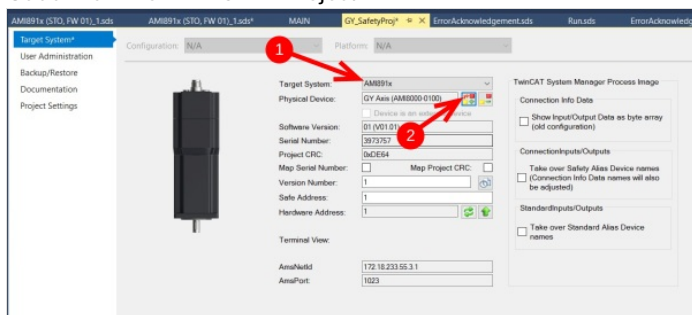 AMI891x (STO, FW 01)_1.sds
AMI891x (STO, FW 01)_1.sds*
MAIN
GY_SafetyProj*
ErrorAcknowledgement.sds
Run.sds
Target System*
User Administration
Backup/Restore
Documentation
Project Settings
Configuration: N/A
Platform: N/A
1
2
Target System: AMI891x
Physical Device: GY Axis (AMI8000-0100)
Device is an external device
Software Version: 01 (V01.01)
Serial Number: 3973757
Project CRC: 0xDE64
Map Serial Number: Map Project CRC:
Version Number: 1
Safe Address: 1
Hardware Address: 1
Terminal View:
AmsNetId 172.18.233.55.3.1
AmsPort: 1023
TwinCAT System Manager Process Image
Connection Info Data
Show Input/Output Data as byte array
(old configuration)
ConnectionInputs/Outputs
Take over Safety Alias Device names
(Connection Info Data names will also
be adjusted)
StandardInputs/Outputs
Take over Standard Alias Device
names